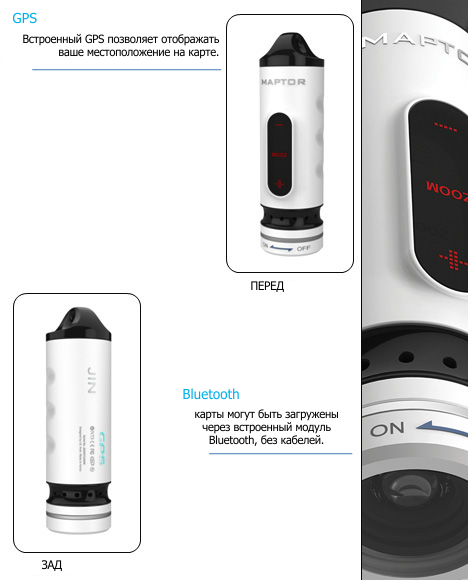 GPS
Встроенный GPS позволяет отображать
ваше местоположение на карте.
MAPTOR
ZOOM
ON OFF
ПЕРЕД
JIN
GPS
ЗАД
Bluetooth
карты могут быть загружены
через встроенный модуль
Bluetooth, без кабелей.
MAPTO
ZOOM
ON